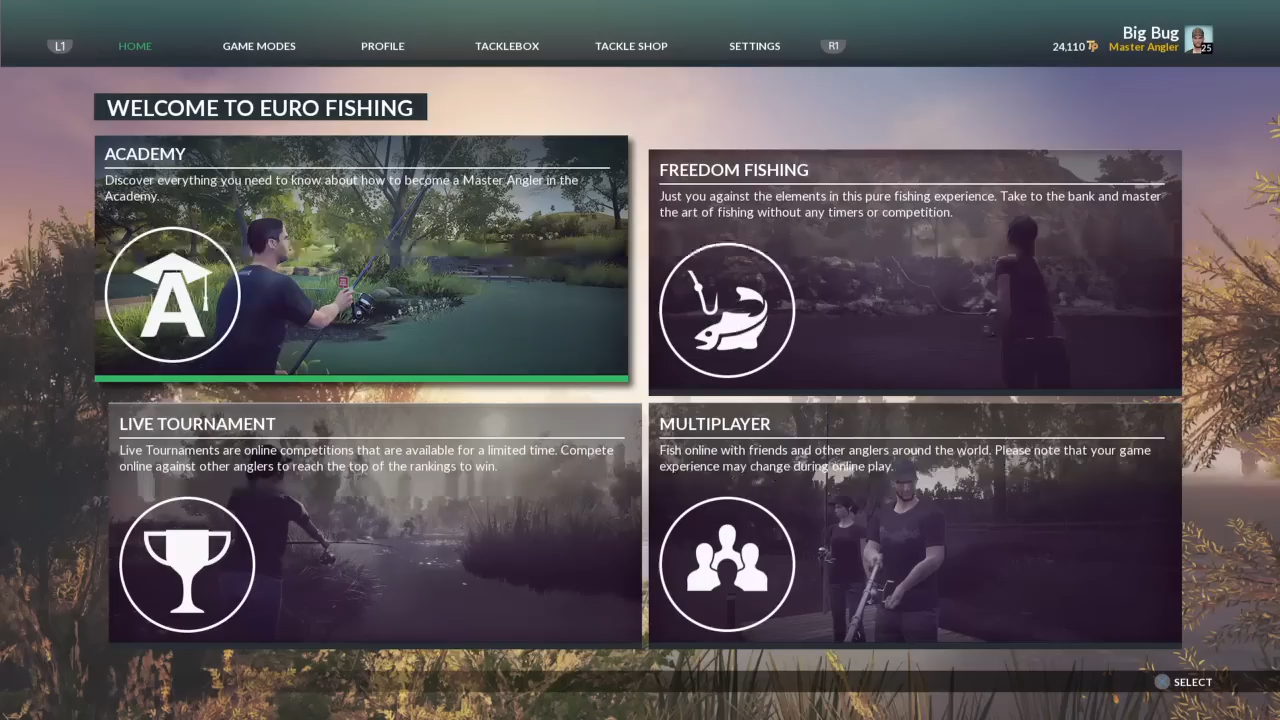 L1
HOME
GAME MODES
PROFILE
TACKLEBOX
TACKLE SHOP
SETTINGS
R1
24,110 TP
Big Bug
Master Angler
25
WELCOME TO EURO FISHING
ACADEMY
Discover everything you need to know about how to become a Master Angler in the
Academy.
A
FREEDOM FISHING
Just you against the elements in this pure fishing experience. Take to the bank and master
the art of fishing without any timers or competition.
LIVE TOURNAMENT
Live Tournaments are online competitions that are available for a limited time. Compete
online against other anglers to reach the top of the rankings to win.
MULTIPLAYER
Fish online with friends and other anglers around the world. Please note that your game
experience may change during online play.
SELECT